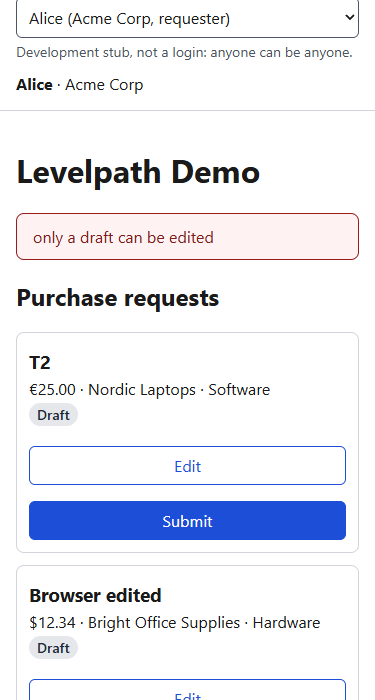 Alice (Acme Corp, requester)
Development stub, not a login: anyone can be anyone.
Alice · Acme Corp
Levelpath Demo
only a draft can be edited
Purchase requests
T2
€25.00 · Nordic Laptops · Software
Draft
Edit
Submit
Browser edited
$12.34 · Bright Office Supplies · Hardware
Draft
Edit